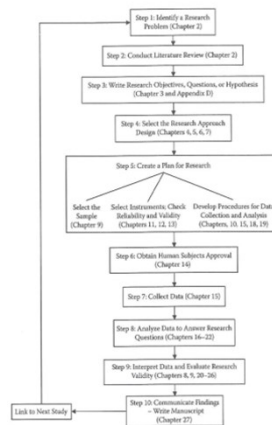 Step 1: Identify a Research
Problem (Chapter 2)
Step 2: Conduct Literature Review (Chapter 2)
Step 3: Write Research Objectives, Questions, or Hypothesis
(Chapter 3 and Appendix D)
Step 4: Select the Research Approach
Design (Chapters 4, 5, 6, 7)
Step 5: Create a Plan for Research
Select the
Sample
(Chapter 9)
Select Instruments; Check
Reliability and Validity
(Chapters 11, 12, 13)
Develop Procedures for Data
Collection and Analysis
(Chapters, 10, 15, 18, 19)
Step 6: Obtain Human Subjects Approval
(Chapter 14)
Step 7: Collect Data (Chapter 15)
Step 8: Analyze Data to Answer Research
Questions (Chapters 16–22)
Step 9: Interpret Data and Evaluate Research
Validity (Chapters 8, 9, 20–26)
Step 10: Communicate Findings
– Write Manuscript
(Chapter 27)
Link to Next Study